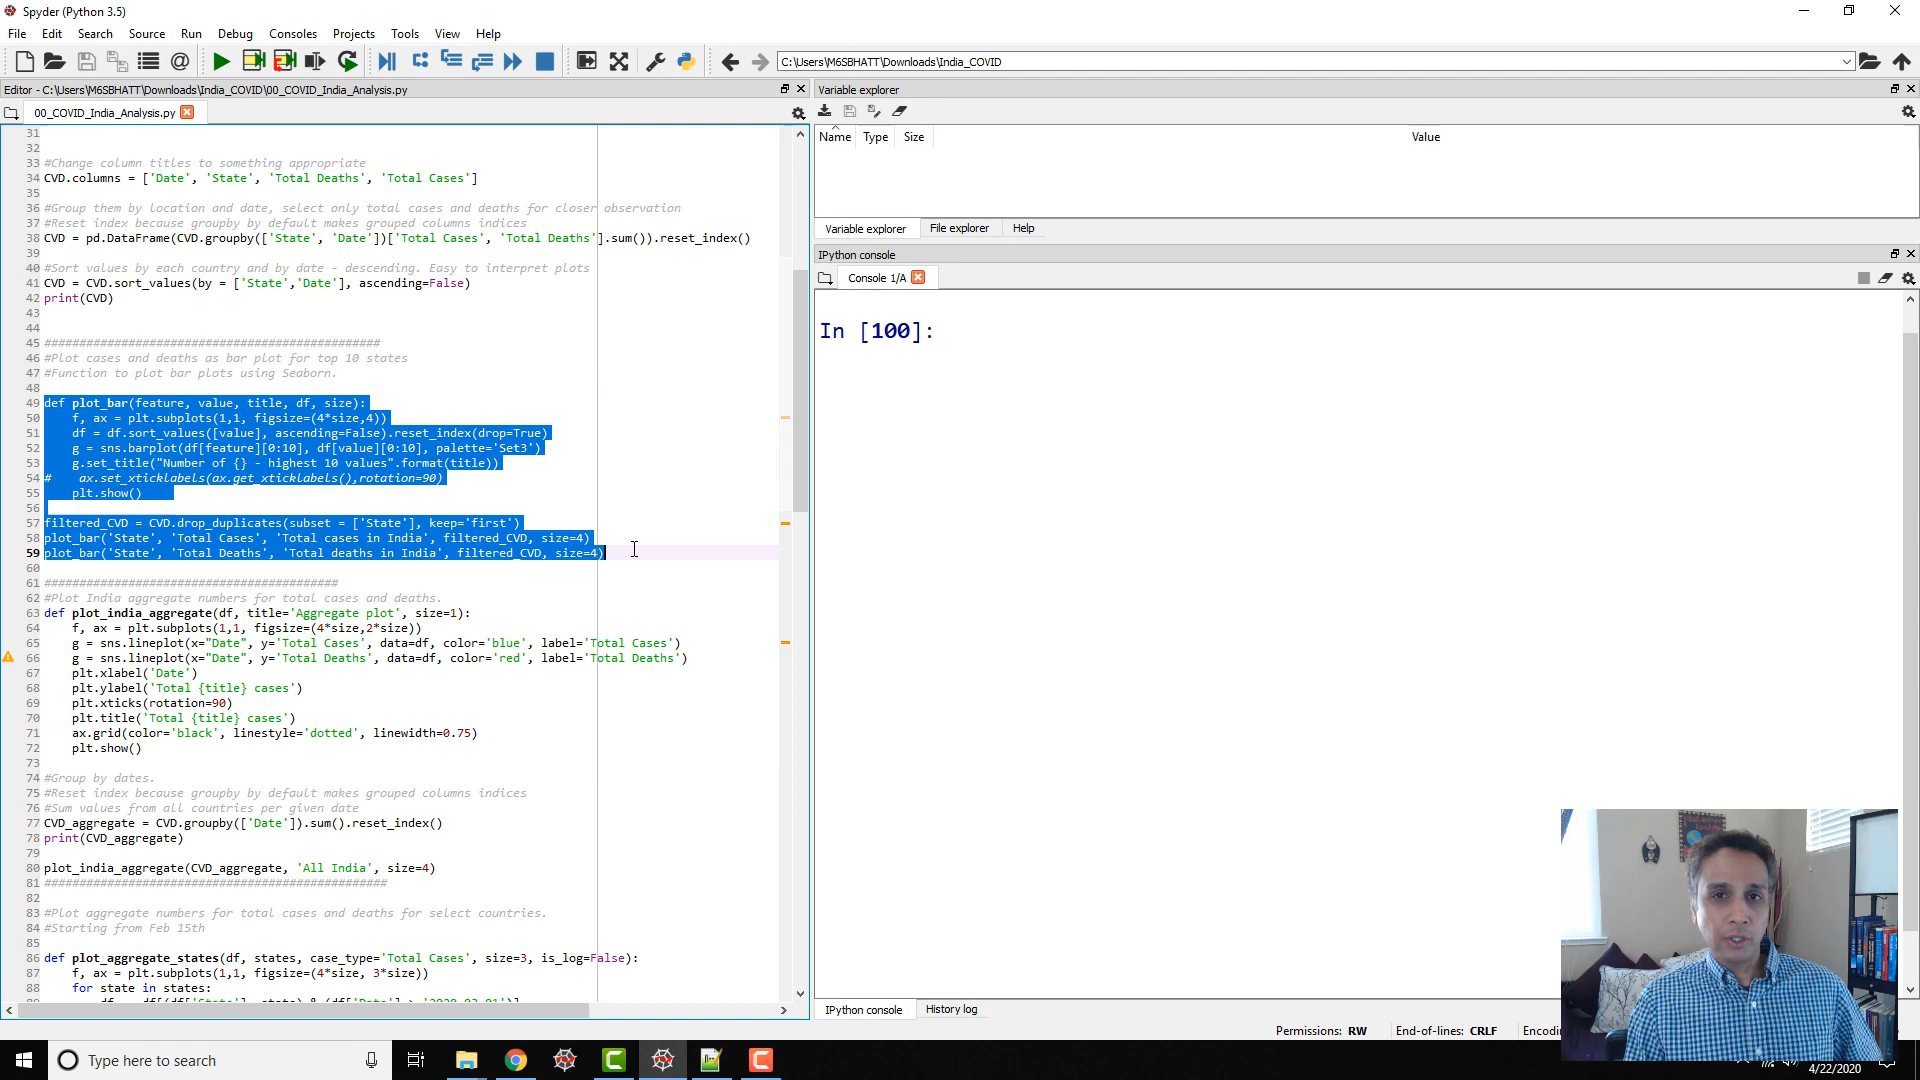 Spyder (Python 3.5)
File Edit Search Source Run Debug Consoles Projects Tools View Help
C:\Users\M6SBHATT\Downloads\India_COVID
Editor - C:\Users\M6SBHATT\Downloads\India_COVID\00_COVID_India_Analysis.py
00_COVID_India_Analysis.py
31
32
33 #Change column titles to something appropriate
34 CVD.columns = ['Date', 'State', 'Total Deaths', 'Total Cases']
35
36 #Group them by location and date, select only total cases and deaths for closer observation
37 #Reset index because groupby by default makes grouped columns indices
38 CVD = pd.DataFrame(CVD.groupby(['State', 'Date'])['Total Cases', 'Total Deaths'].sum()).reset_index()
39
40 #Sort values by each country and by date - descending. Easy to interpret plots
41 CVD = CVD.sort_values(by = ['State','Date'], ascending=False)
42 print(CVD)
43
44
45 ################################################
46 #Plot cases and deaths as bar plot for top 10 states
47 #Function to plot bar plots using Seaborn.
48
49 def plot_bar(feature, value, title, df, size):
50     f, ax = plt.subplots(1,1, figsize=(4*size,4))
51     df = df.sort_values([value], ascending=False).reset_index(drop=True)
52     g = sns.barplot(df[feature][0:10], df[value][0:10], palette='Set3')
53     g.set_title("Number of {} - highest 10 values".format(title))
54 #    ax.set_xticklabels(ax.get_xticklabels(),rotation=90)
55     plt.show()
56
57 filtered_CVD = CVD.drop_duplicates(subset = ['State'], keep='first')
58 plot_bar('State', 'Total Cases', 'Total cases in India', filtered_CVD, size=4)
59 plot_bar('State', 'Total Deaths', 'Total deaths in India', filtered_CVD, size=4)
60
61 ##########################################
62 #Plot India aggregate numbers for total cases and deaths.
63 def plot_india_aggregate(df, title='Aggregate plot', size=1):
64     f, ax = plt.subplots(1,1, figsize=(4*size,2*size))
65     g = sns.lineplot(x="Date", y='Total Cases', data=df, color='blue', label='Total Cases')
66     g = sns.lineplot(x="Date", y='Total Deaths', data=df, color='red', label='Total Deaths')
67     plt.xlabel('Date')
68     plt.ylabel('Total {title} cases')
69     plt.xticks(rotation=90)
70     plt.title('Total {title} cases')
71     ax.grid(color='black', linestyle='dotted', linewidth=0.75)
72     plt.show()
73
74 #Group by dates.
75 #Reset index because groupby by default makes grouped columns indices
76 #Sum values from all countries per given date
77 CVD_aggregate = CVD.groupby(['Date']).sum().reset_index()
78 print(CVD_aggregate)
79
80 plot_india_aggregate(CVD_aggregate, 'All India', size=4)
81 #################################################
82
83 #Plot aggregate numbers for total cases and deaths for select countries.
84 #Starting from Feb 15th
85
86 def plot_aggregate_states(df, states, case_type='Total Cases', size=3, is_log=False):
87     f, ax = plt.subplots(1,1, figsize=(4*size, 3*size))
88     for state in states:
Variable explorer
Name Type Size Value
Variable explorer File explorer Help
IPython console
Console 1/A
In [100]:
IPython console History log
Permissions: RW End-of-lines: CRLF
Type here to search
4/22/2020